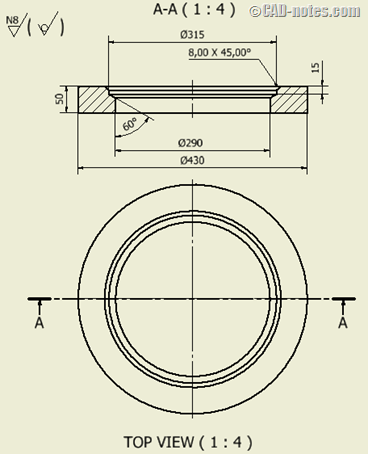 ©CAD-notes.com
N8
A-A ( 1 : 4 )
Ø315
8,00 X 45,00°
15
50
60°
Ø290
Ø430
A
A
TOP VIEW ( 1 : 4 )